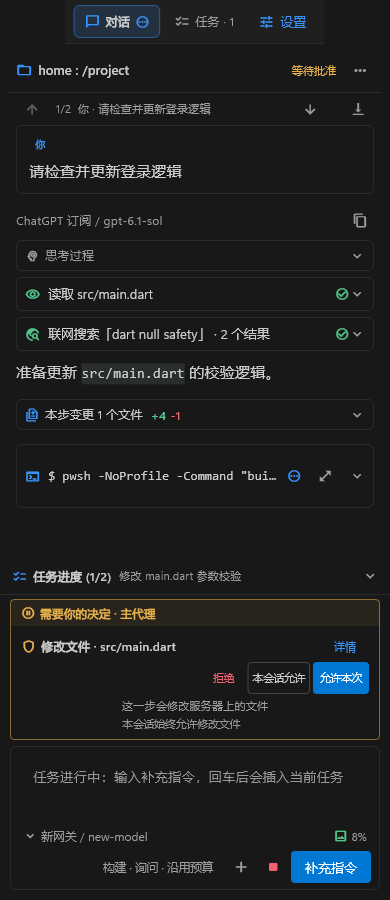 对话 任务 · 1 设置
home : /project 等待批准
1/2 你 · 请检查并更新登录逻辑
你
请检查并更新登录逻辑
ChatGPT 订阅 / gpt-6.1-sol
思考过程
读取 src/main.dart
联网搜索「dart null safety」 · 2 个结果
准备更新 src/main.dart 的校验逻辑。
本步变更 1 个文件 +4 -1
$ pwsh -NoProfile -Command "bui…
任务进度 (1/2) 修改 main.dart 参数校验
需要你的决定 · 主代理
修改文件 · src/main.dart 详情
拒绝 本会话允许 允许本次
这一步会修改服务器上的文件
本会话始终允许修改文件
任务进行中：输入补充指令，回车后会插入当前任务
新网关 / new-model 8%
构建 · 询问 · 沿用预算 补充指令